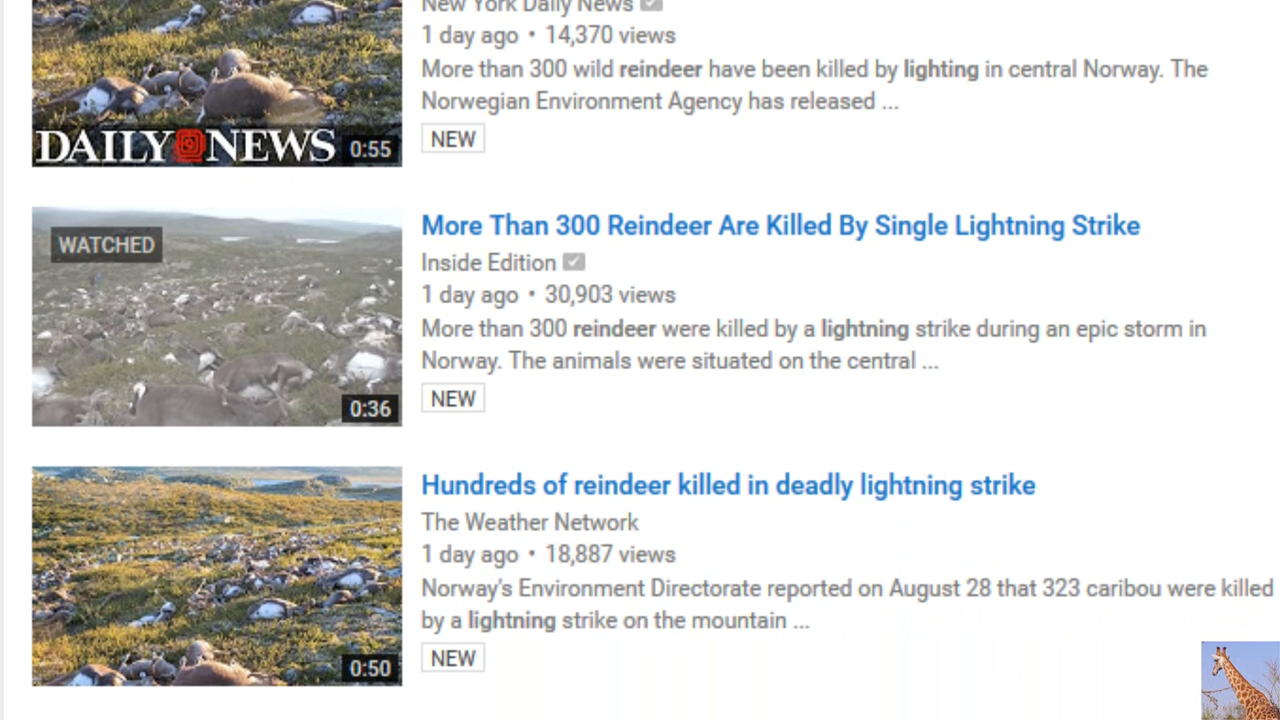 New York Daily News
1 day ago • 14,370 views
More than 300 wild reindeer have been killed by lighting in central Norway. The
Norwegian Environment Agency has released ...
NEW
DAILY NEWS 0:55
WATCHED
More Than 300 Reindeer Are Killed By Single Lightning Strike
Inside Edition
1 day ago • 30,903 views
More than 300 reindeer were killed by a lightning strike during an epic storm in
Norway. The animals were situated on the central ...
NEW
0:36
Hundreds of reindeer killed in deadly lightning strike
The Weather Network
1 day ago • 18,887 views
Norway's Environment Directorate reported on August 28 that 323 caribou were killed
by a lightning strike on the mountain ...
NEW
0:50